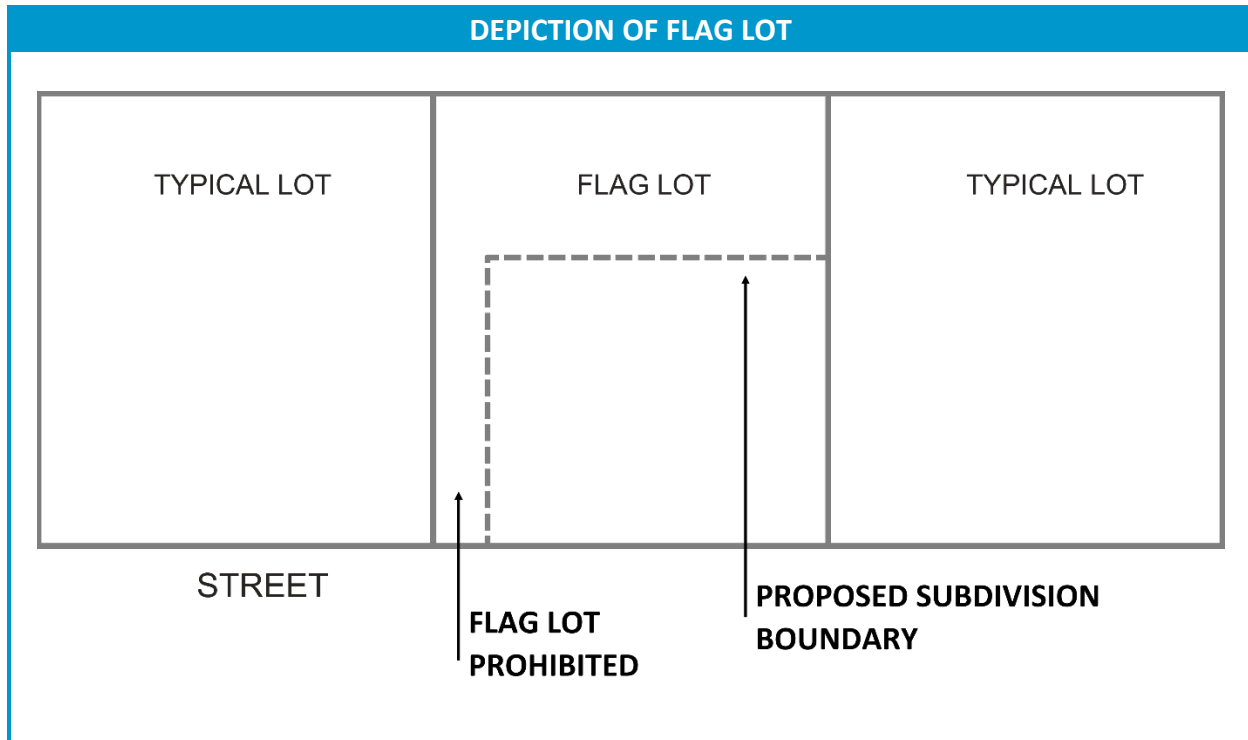 DEPICTION OF FLAG LOT
TYPICAL LOT
FLAG LOT
TYPICAL LOT
STREET
FLAG LOT
PROHIBITED
PROPOSED SUBDIVISION
BOUNDARY